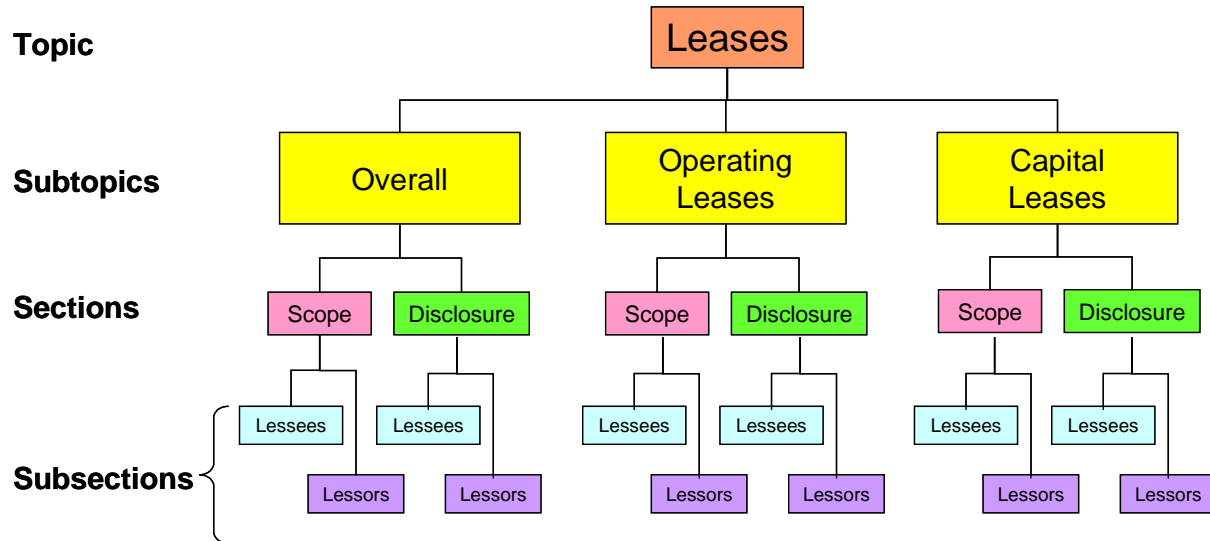 Topic
Leases
Subtopics
Overall
Operating
Leases
Capital
Leases
Sections
Scope
Disclosure
Scope
Disclosure
Scope
Disclosure
Subsections
Lessees
Lessees
Lessees
Lessees
Lessees
Lessees
Lessors
Lessors
Lessors
Lessors
Lessors
Lessors